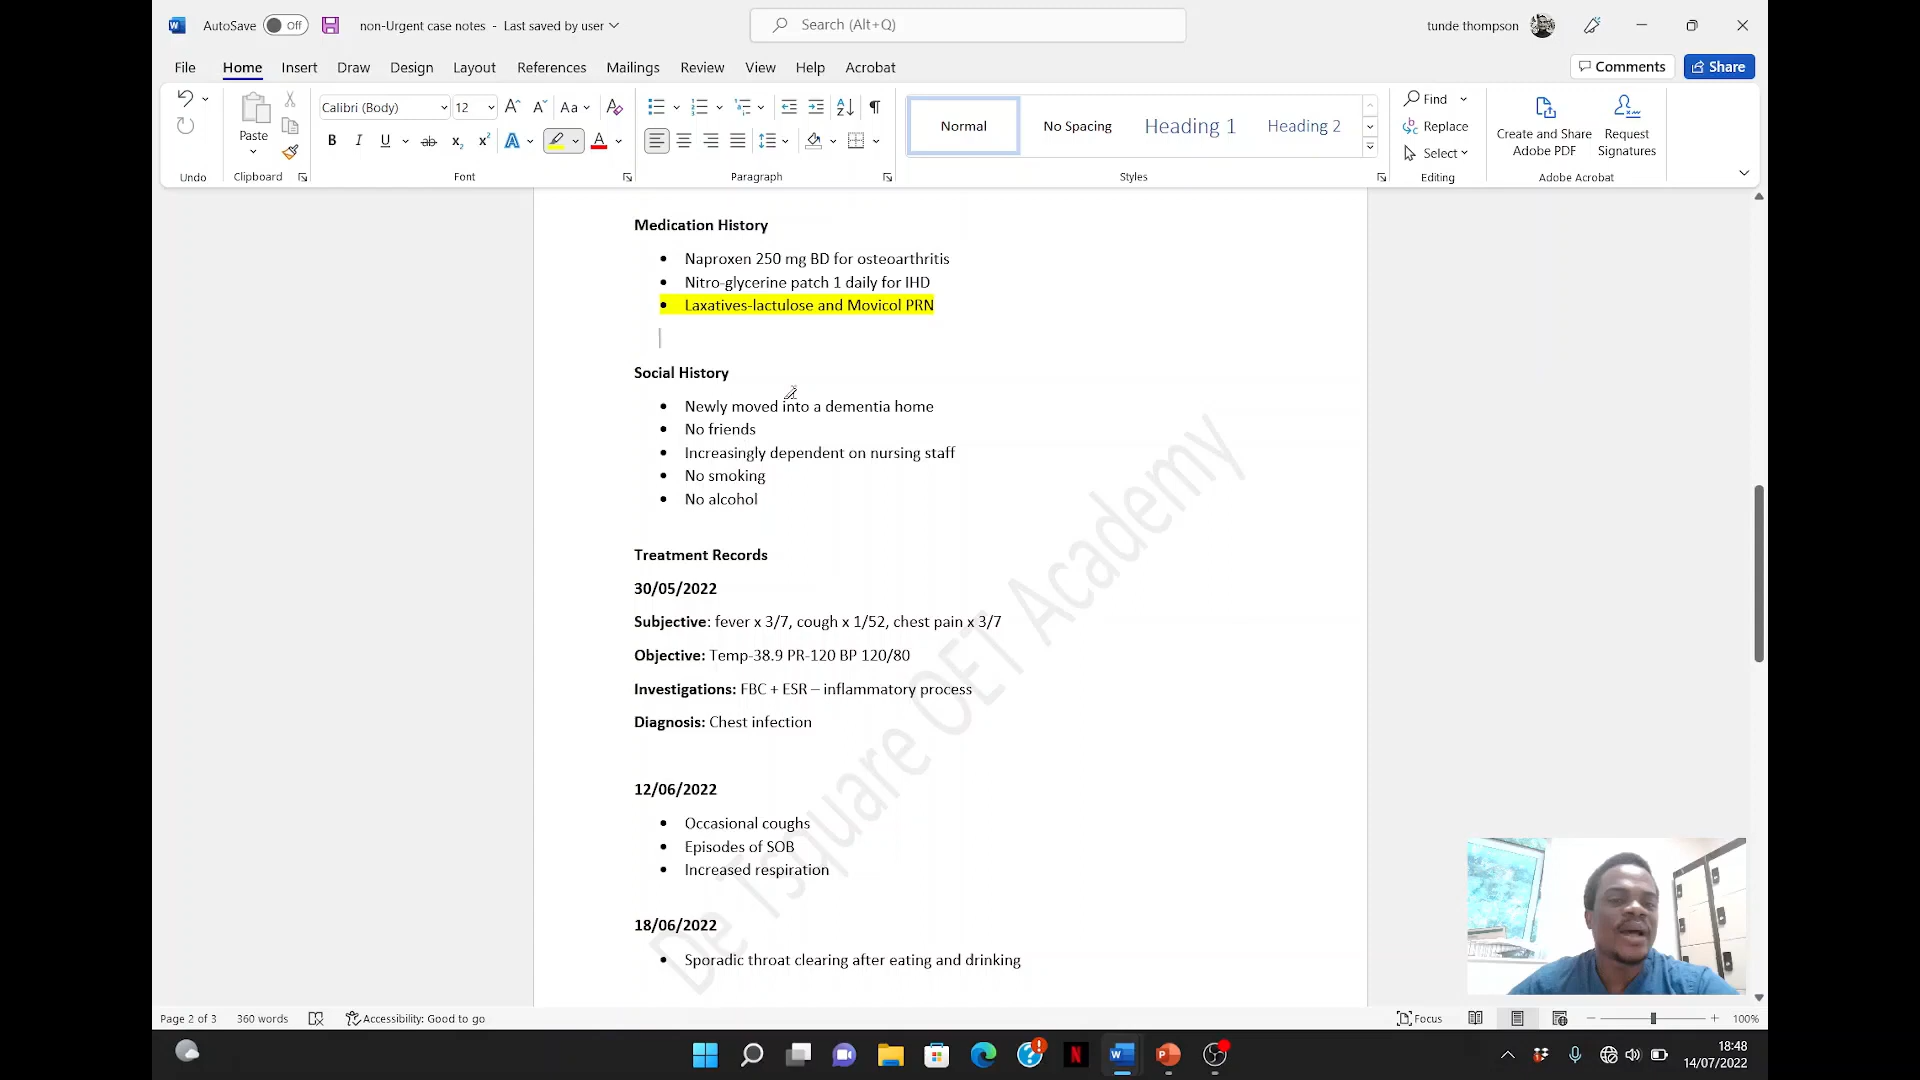 AutoSave Off non-Urgent case notes - Last saved by user Search (Alt+Q) tunde thompson
File Home Insert Draw Design Layout References Mailings Review View Help Acrobat Comments Share
Calibri (Body) 12 Aa Find
Paste Normal No Spacing Heading 1 Heading 2 Replace Create and Share Adobe PDF Request Signatures
Select
Undo Clipboard Font Paragraph Styles Editing Adobe Acrobat
Medication History
• Naproxen 250 mg BD for osteoarthritis
• Nitro-glycerine patch 1 daily for IHD
• Laxatives-lactulose and Movicol PRN
Social History
• Newly moved into a dementia home
• No friends
• Increasingly dependent on nursing staff
• No smoking
• No alcohol
Treatment Records
30/05/2022
Subjective: fever x 3/7, cough x 1/52, chest pain x 3/7
Objective: Temp-38.9 PR-120 BP 120/80
Investigations: FBC + ESR – inflammatory process
Diagnosis: Chest infection
12/06/2022
• Occasional coughs
• Episodes of SOB
• Increased respiration
18/06/2022
• Sporadic throat clearing after eating and drinking
De Tsquare OET Academy
Page 2 of 3 360 words Accessibility: Good to go Focus 100%
18:48
14/07/2022